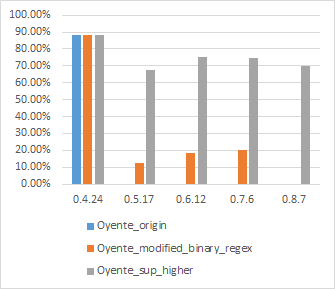 100.00%
90.00%
80.00%
70.00%
60.00%
50.00%
40.00%
30.00%
20.00%
10.00%
0.00%
0.4.24 0.5.17 0.6.12 0.7.6 0.8.7
Oyente_origin
Oyente_modified_binary_regex
Oyente_sup_higher